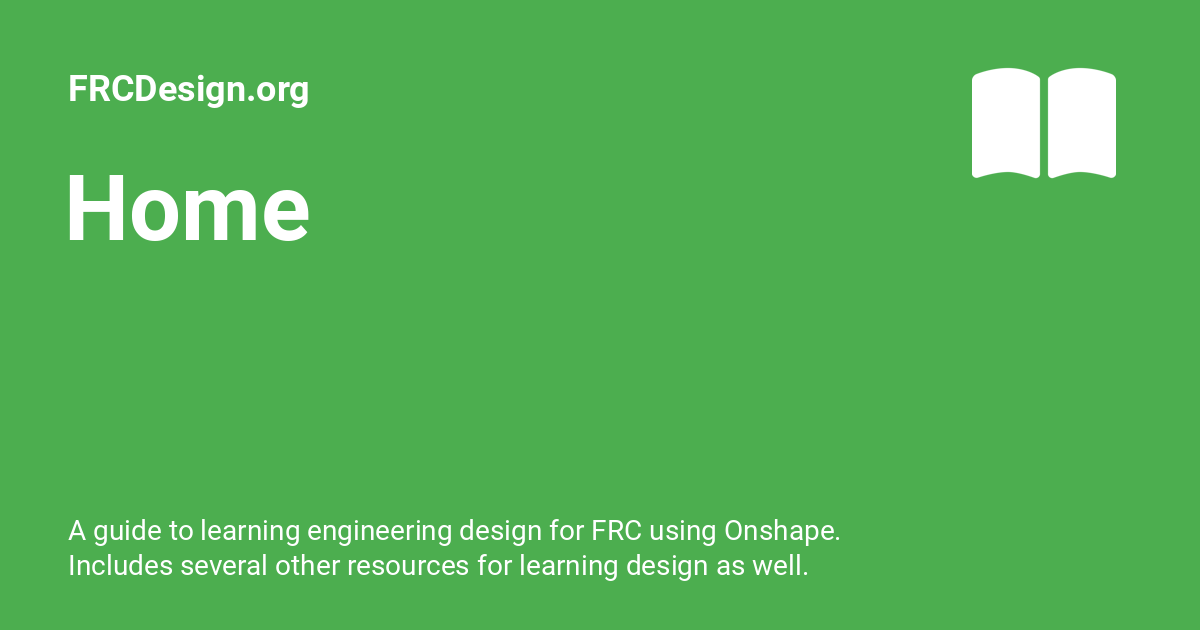 FRCDesign.org
Home
A guide to learning engineering design for FRC using Onshape.
Includes several other resources for learning design as well.